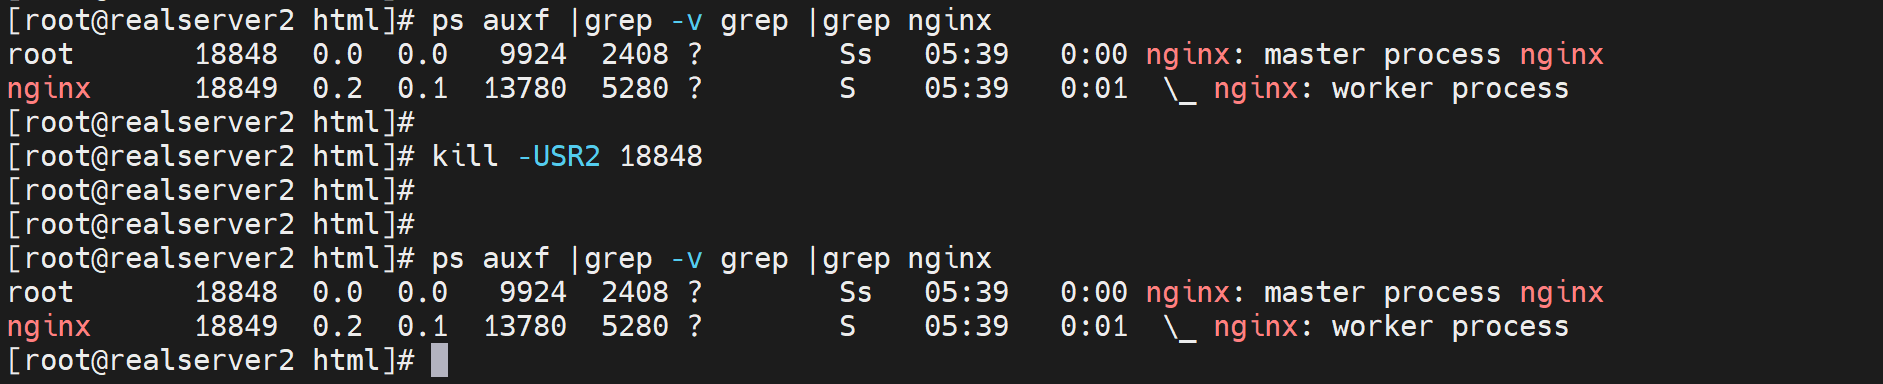 [root@realserver2 html]# ps auxf |grep -v grep |grep nginx
root       18848  0.0  0.0   9924  2408 ?        Ss   05:39   0:00 nginx: master process nginx
nginx      18849  0.2  0.1  13780  5280 ?        S    05:39   0:01  \_ nginx: worker process
[root@realserver2 html]#
[root@realserver2 html]# kill -USR2 18848
[root@realserver2 html]#
[root@realserver2 html]#
[root@realserver2 html]# ps auxf |grep -v grep |grep nginx
root       18848  0.0  0.0   9924  2408 ?        Ss   05:39   0:00 nginx: master process nginx
nginx      18849  0.2  0.1  13780  5280 ?        S    05:39   0:01  \_ nginx: worker process
[root@realserver2 html]#